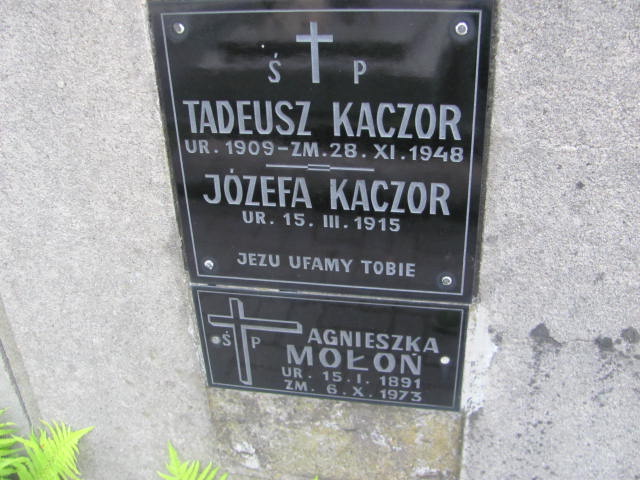 Ś P
TADEUSZ KACZOR
UR. 1909 - ZM. 28. XI. 1948
JÓZEFA KACZOR
UR. 15. III. 1915
JEZU UFAMY TOBIE
Ś P
AGNIESZKA
MOŁOŃ
UR. 15. I. 1891
ZM. 6. X. 1973